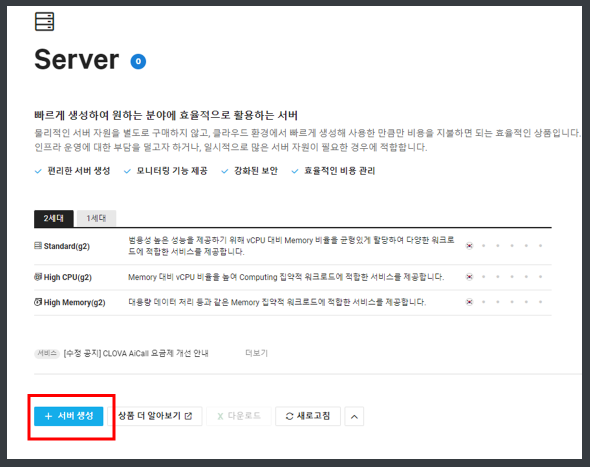 Server 0
빠르게 생성하여 원하는 분야에 효율적으로 활용하는 서버
물리적인 서버 자원을 별도로 구매하지 않고, 클라우드 환경에서 빠르게 생성해 사용한 만큼만 비용을 지불하면 되는 효율적인 상품입니다.
인프라 운영에 대한 부담을 덜고자 하거나, 일시적으로 많은 서버 자원이 필요한 경우에 적합합니다.
편리한 서버 생성 모니터링 기능 제공 강화된 보안 효율적인 비용 관리
2세대 1세대
Standard(g2) 범용성 높은 성능을 제공하기 위해 vCPU 대비 Memory 비율을 균형있게 할당하여 다양한 워크로
드에 적합한 서비스를 제공합니다.
High CPU(g2) Memory 대비 vCPU 비율을 높여 Computing 집약적 워크로드에 적합한 서비스를 제공합니다.
High Memory(g2) 대용량 데이터 처리 등과 같은 Memory 집약적 워크로드에 적합한 서비스를 제공합니다.
서비스 [수정 공지] CLOVA AiCall 요금제 개선 안내 더보기
+ 서버 생성 상품 더 알아보기 다운로드 새로고침